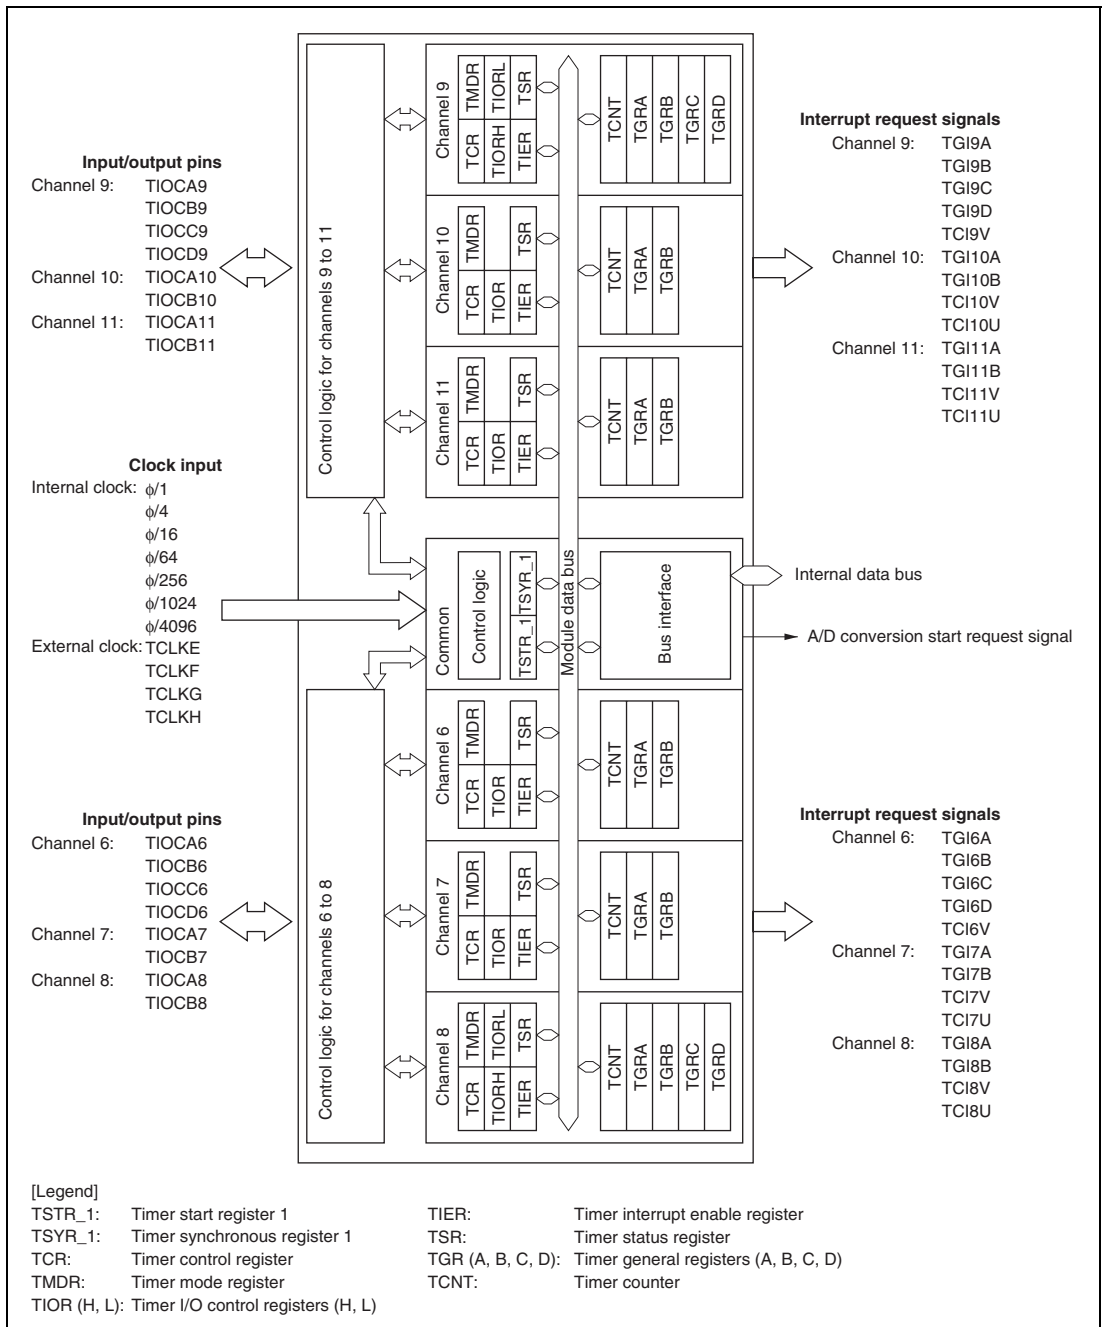 Input/output pins
Channel 9: TIOCA9
TIOCB9
TIOCC9
TIOCD9
Channel 10: TIOCA10
TIOCB10
Channel 11: TIOCA11
TIOCB11
Clock input
Internal clock: ϕ/1
ϕ/4
ϕ/16
ϕ/64
ϕ/256
ϕ/1024
ϕ/4096
External clock: TCLKE
TCLKF
TCLKG
TCLKH
Input/output pins
Channel 6: TIOCA6
TIOCB6
TIOCC6
TIOCD6
Channel 7: TIOCA7
TIOCB7
Channel 8: TIOCA8
TIOCB8
Control logic for channels 9 to 11
Control logic for channels 6 to 8
Channel 9
TCR TMDR
TIORH TIORL
TIER TSR
TCNT
TGRA
TGRB
TGRC
TGRD
Channel 10
TCR TMDR
TIOR
TIER TSR
TCNT
TGRA
TGRB
Channel 11
TCR TMDR
TIOR
TIER TSR
TCNT
TGRA
TGRB
Common
Control logic
TSTR_1 TSYR_1
Module data bus
Bus interface
Channel 6
TCR TMDR
TIOR
TIER TSR
TCNT
TGRA
TGRB
Channel 7
TCR TMDR
TIOR
TIER TSR
TCNT
TGRA
TGRB
Channel 8
TCR TMDR
TIORH TIORL
TIER TSR
TCNT
TGRA
TGRB
TGRC
TGRD
Interrupt request signals
Channel 9: TGI9A
TGI9B
TGI9C
TGI9D
TCI9V
Channel 10: TGI10A
TGI10B
TCI10V
TCI10U
Channel 11: TGI11A
TGI11B
TCI11V
TCI11U
Internal data bus
A/D conversion start request signal
Interrupt request signals
Channel 6: TGI6A
TGI6B
TGI6C
TGI6D
TCI6V
Channel 7: TGI7A
TGI7B
TCI7V
TCI7U
Channel 8: TGI8A
TGI8B
TCI8V
TCI8U
[Legend]
TSTR_1: Timer start register 1
TSYR_1: Timer synchronous register 1
TCR: Timer control register
TMDR: Timer mode register
TIOR (H, L): Timer I/O control registers (H, L)
TIER: Timer interrupt enable register
TSR: Timer status register
TGR (A, B, C, D): Timer general registers (A, B, C, D)
TCNT: Timer counter